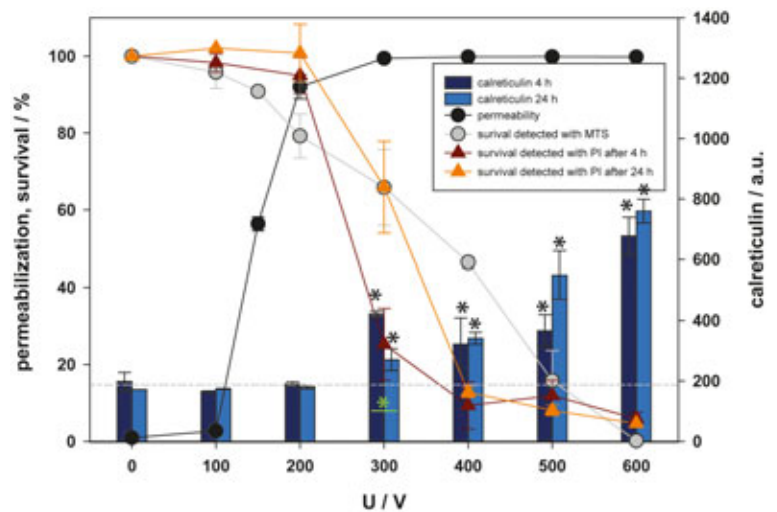 1400
100
1200
calreticulin 4 h
calreticulin 24 h
permeability
surival detected with MTS
survival detected with PI after 4 h
survival detected with PI after 24 h
80
1000
800
60
600
40
400
20
200
0
0
0 100 200 300 400 500 600
permeabilization, survival / %
calreticulin / a.u.
U / V
* * * * * * * *
*